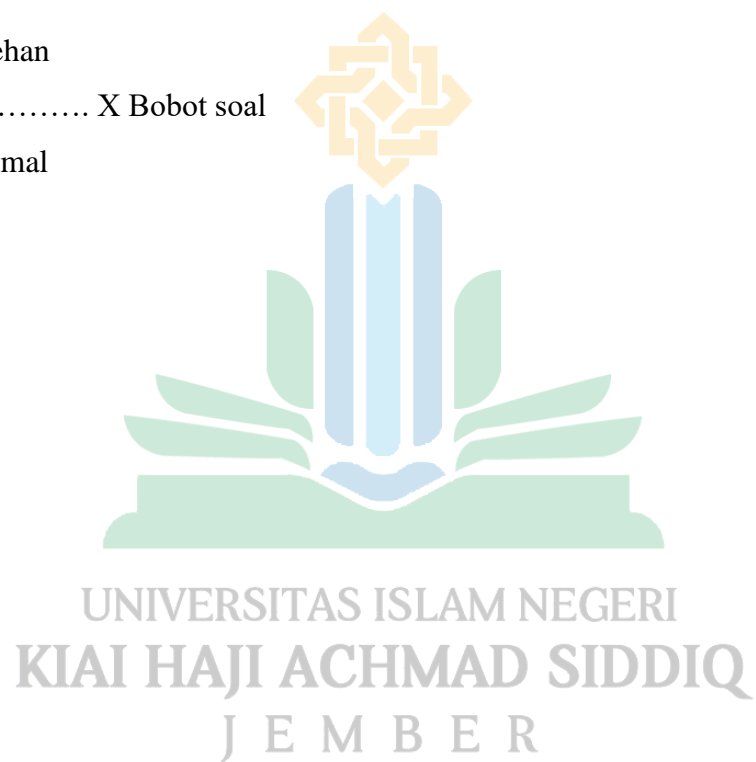 ehan
………. X Bobot soal
mal
UNIVERSITAS ISLAM NEGERI
KIAI HAJI ACHMAD SIDDIQ
J E M B E R